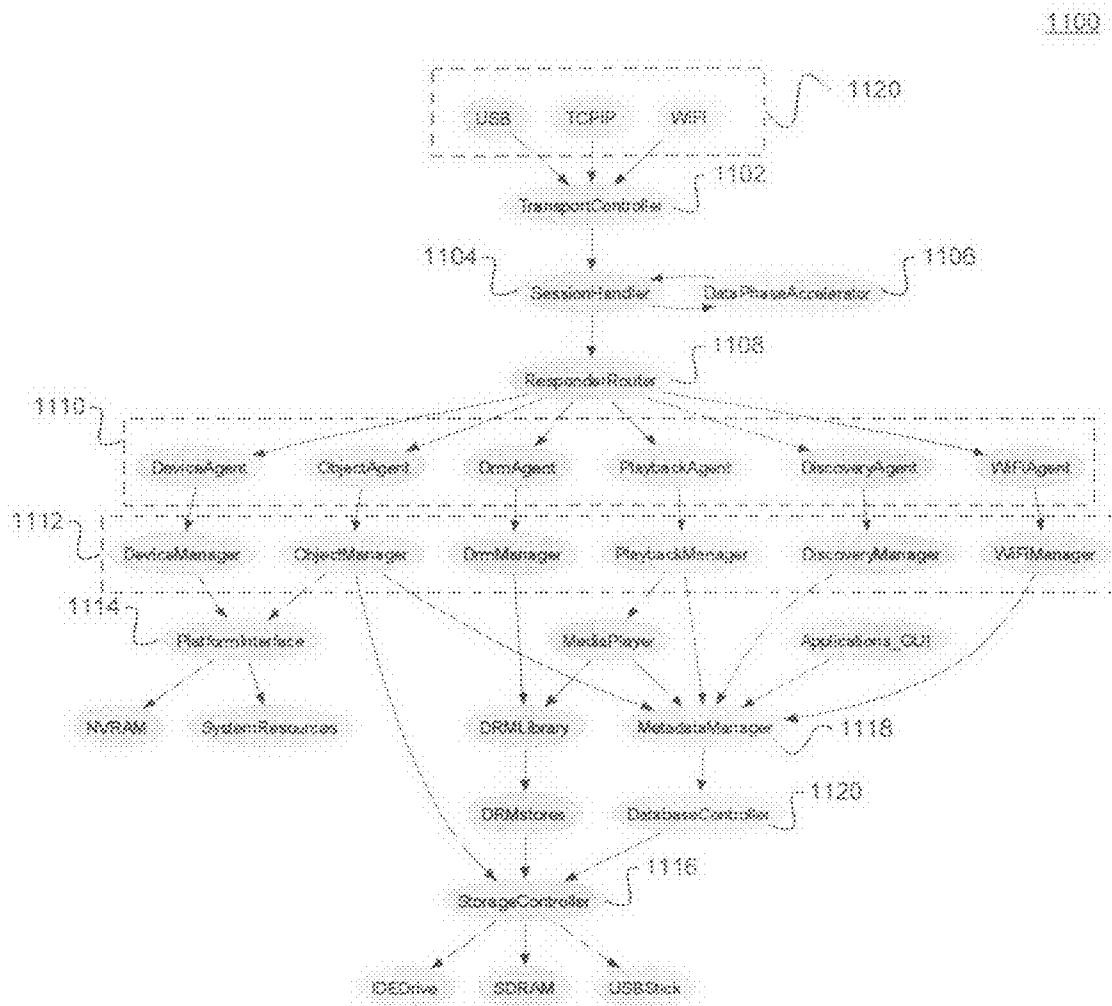 1100
1120
USB TCPIP WIFI
1102
TransportController
1104 1106
SessionHandler DataPhaseAccelerator
1108
ResponderRouter
1110
DeviceAgent ObjectAgent DrmAgent PlaybackAgent DiscoveryAgent WIFIAgent
1112
DeviceManager ObjectManager DrmManager PlaybackManager DiscoveryManager WIFIManager
1114
PlatformInterface MediaPlayer Applications_GUI
NVRAM SystemResources DRMLibrary MetadataManager
1118
DRMstores DatabaseController 1120
1116
StorageController
IDEDrive SDRAM USBStick